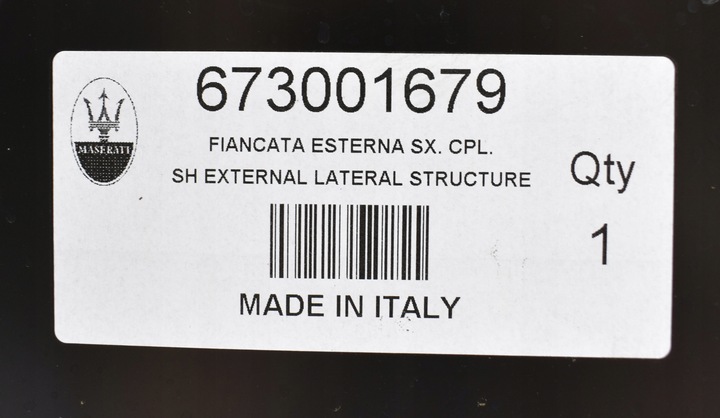 673001679
MASERATI
FIANCATA ESTERNA SX. CPL.
SH EXTERNAL LATERAL STRUCTURE
Qty
1
MADE IN ITALY